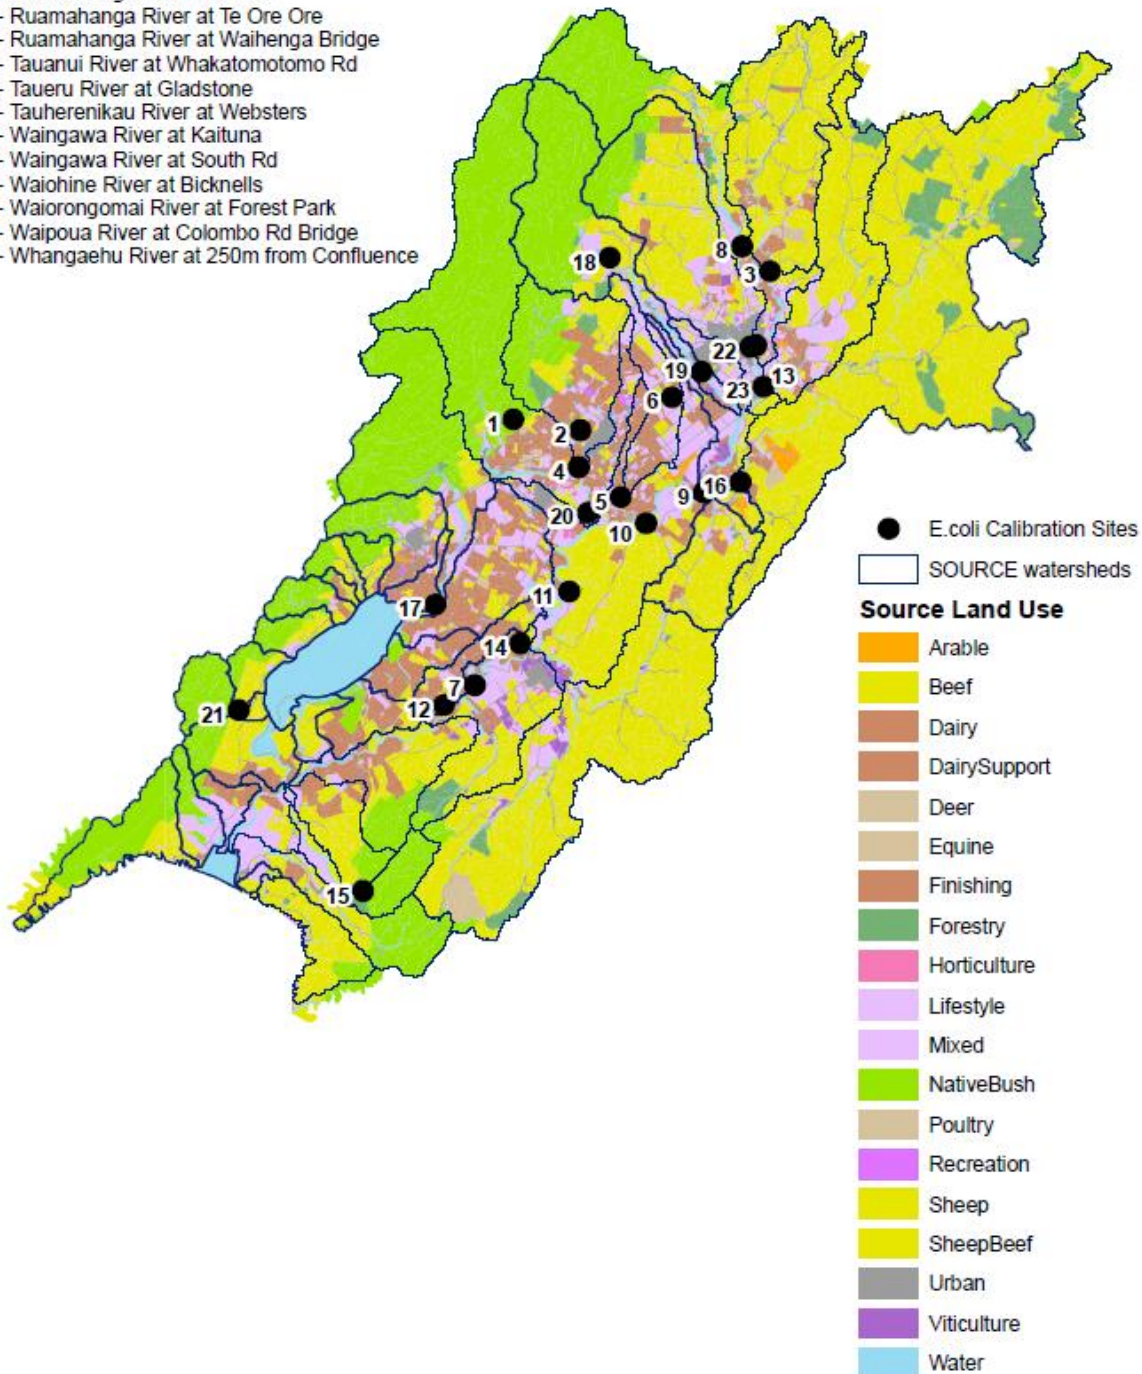 - Ruamahanga River at Te Ore Ore
- Ruamahanga River at Waihenga Bridge
- Tauanui River at Whakatomotomo Rd
- Taueru River at Gladstone
- Tauherenikau River at Websters
- Waingawa River at Kaituna
- Waingawa River at South Rd
- Waiohine River at Bicknells
- Waiorongomai River at Forest Park
- Waipoua River at Colombo Rd Bridge
- Whangaehu River at 250m from Confluence
18
8
3
22
19
23
13
6
1
2
4
5
9
16
20
10
11
17
14
7
12
21
15
E.coli Calibration Sites
SOURCE watersheds
Source Land Use
Arable
Beef
Dairy
DairySupport
Deer
Equine
Finishing
Forestry
Horticulture
Lifestyle
Mixed
NativeBush
Poultry
Recreation
Sheep
SheepBeef
Urban
Viticulture
Water